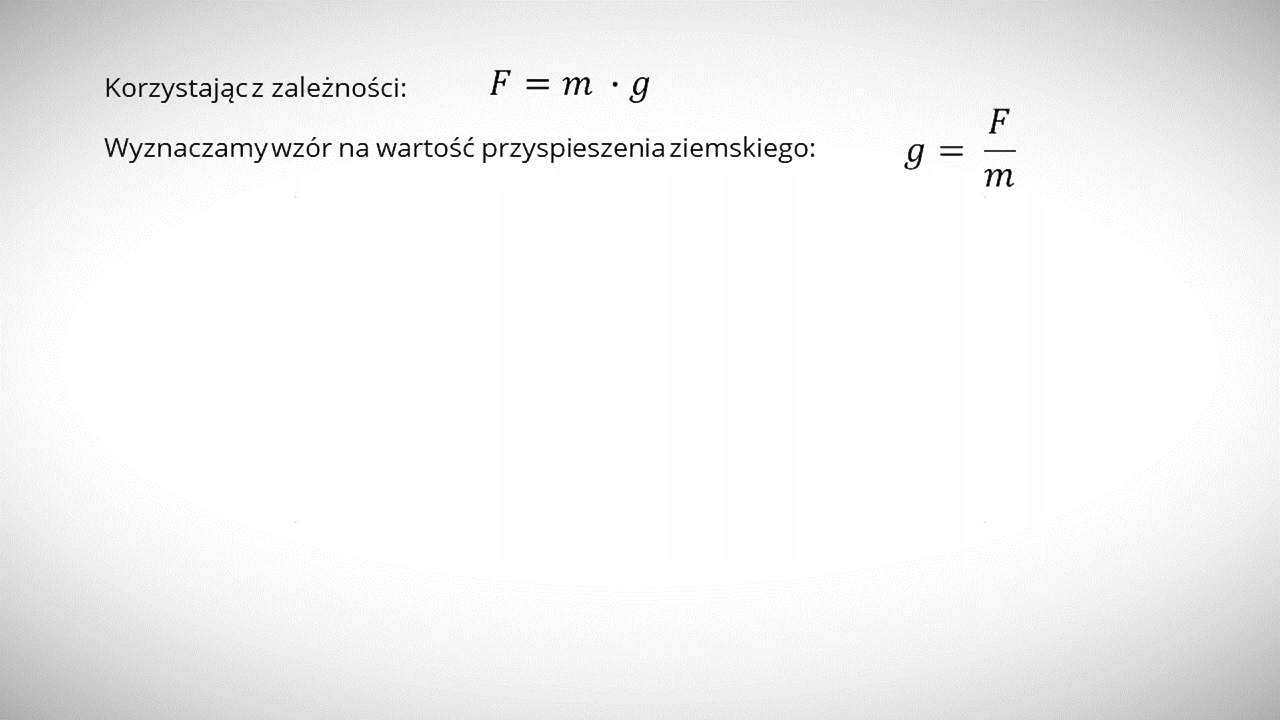 Korzystając z zależności: F = m · g
Wyznaczamy wzór na wartość przyspieszenia ziemskiego: g = F/m